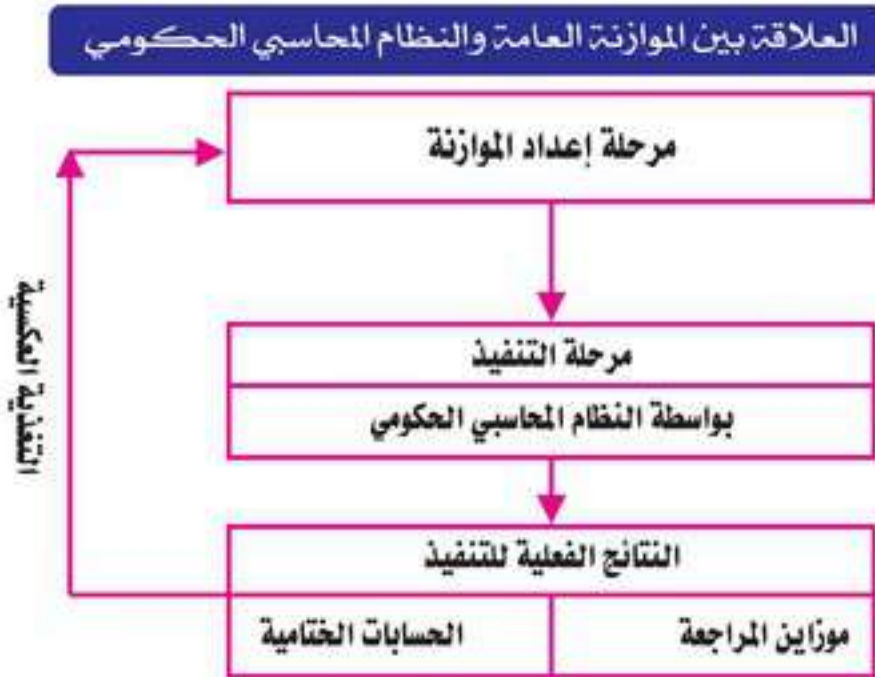 العلاقة بين الموازنة العامة والنظام المحاسبي الحكومي
مرحلة إعداد الموازنة
مرحلة التنفيذ
بواسطة النظام المحاسبي الحكومي
النتائج الفعلية للتنفيذ
موزاين المراجعة
الحسابات الختامية
التغذية العكسية